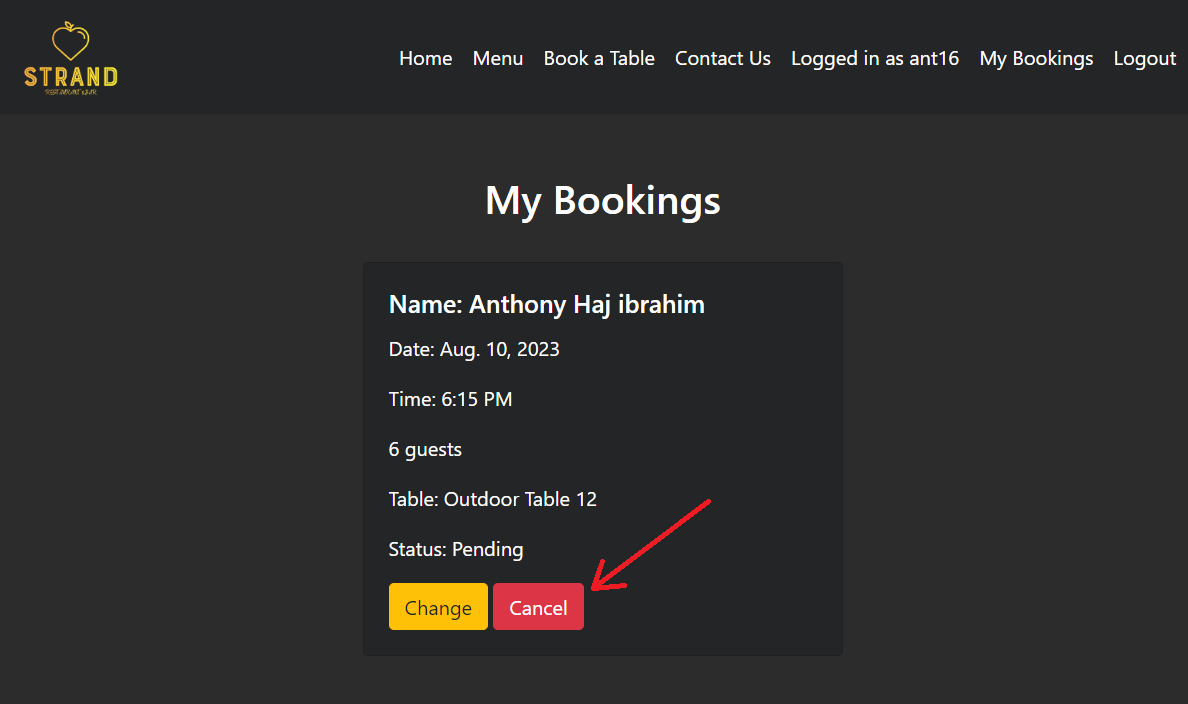 STRAND
Home Menu Book a Table Contact Us Logged in as ant16 My Bookings Logout
My Bookings
Name: Anthony Haj ibrahim
Date: Aug. 10, 2023
Time: 6:15 PM
6 guests
Table: Outdoor Table 12
Status: Pending
Change Cancel